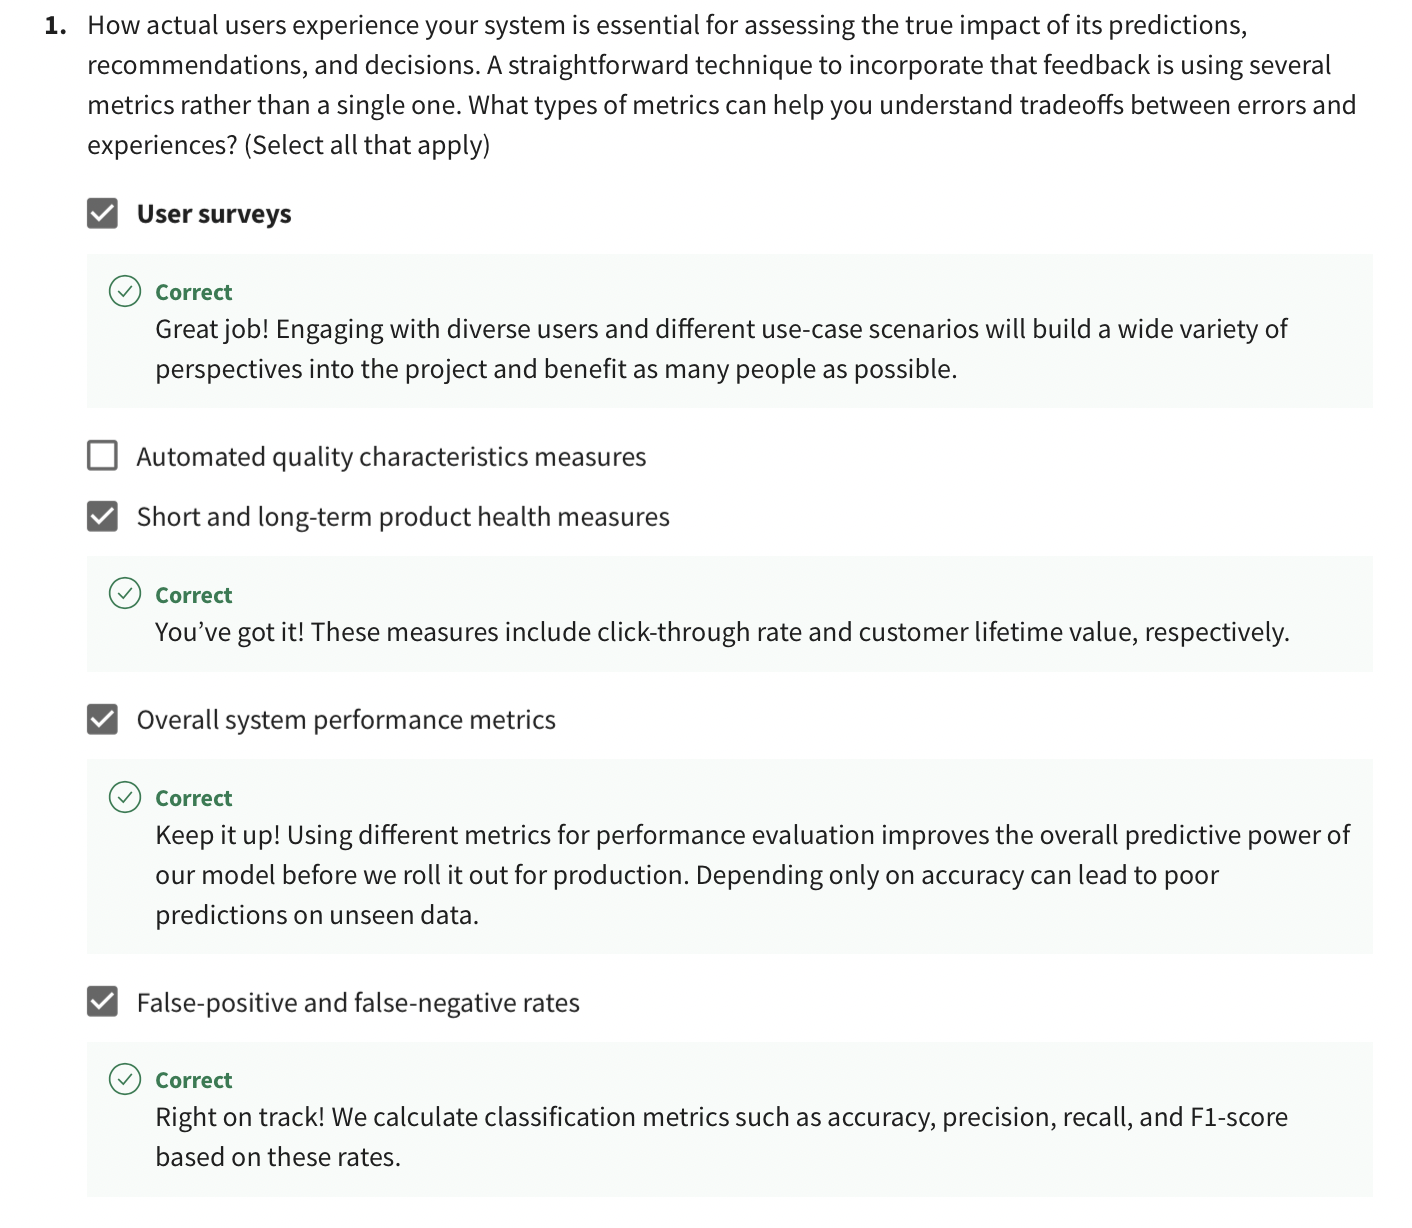 1. How actual users experience your system is essential for assessing the true impact of its predictions,
recommendations, and decisions. A straightforward technique to incorporate that feedback is using several
metrics rather than a single one. What types of metrics can help you understand tradeoffs between errors and
experiences? (Select all that apply)
User surveys
Correct
Great job! Engaging with diverse users and different use-case scenarios will build a wide variety of
perspectives into the project and benefit as many people as possible.
Automated quality characteristics measures
Short and long-term product health measures
Correct
You’ve got it! These measures include click-through rate and customer lifetime value, respectively.
Overall system performance metrics
Correct
Keep it up! Using different metrics for performance evaluation improves the overall predictive power of
our model before we roll it out for production. Depending only on accuracy can lead to poor
predictions on unseen data.
False-positive and false-negative rates
Correct
Right on track! We calculate classification metrics such as accuracy, precision, recall, and F1-score
based on these rates.